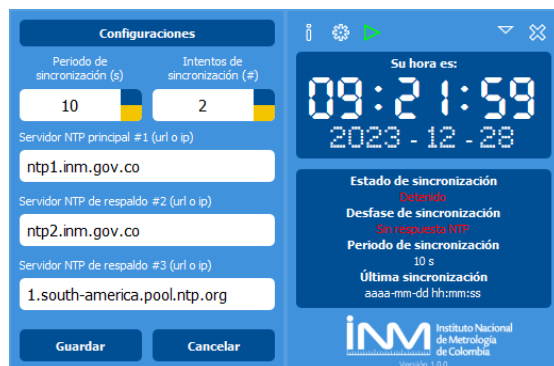 Configuraciones
Periodo de
sincronización (s)
Intentos de
sincronización (#)
10
2
Servidor NTP principal #1 (url o ip)
ntp1.inm.gov.co
Servidor NTP de respaldo #2 (url o ip)
ntp2.inm.gov.co
Servidor NTP de respaldo #3 (url o ip)
1.south-america.pool.ntp.org
Guardar
Cancelar
Su hora es:
09:21:59
2023 - 12 - 28
Estado de sincronización
Detenido
Desfase de sincronización
Sin respuesta NTP
Periodo de sincronización
10 s
Última sincronización
aaaa-mm-dd hh:mm:ss
INM
Instituto Nacional
de Metrología
de Colombia
Versión 1.0.0